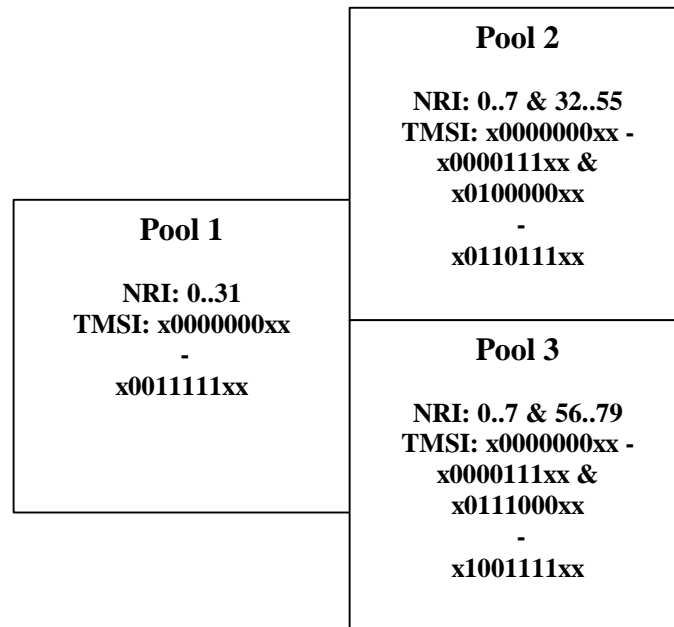 Pool 2
NRI: 0..7 & 32..55
TMSI: x0000000xx -
x0000111xx &
x0100000xx
-
x0110111xx
Pool 1
NRI: 0..31
TMSI: x0000000xx
-
x0011111xx
Pool 3
NRI: 0..7 & 56..79
TMSI: x0000000xx -
x0000111xx &
x0111000xx
-
x1001111xx